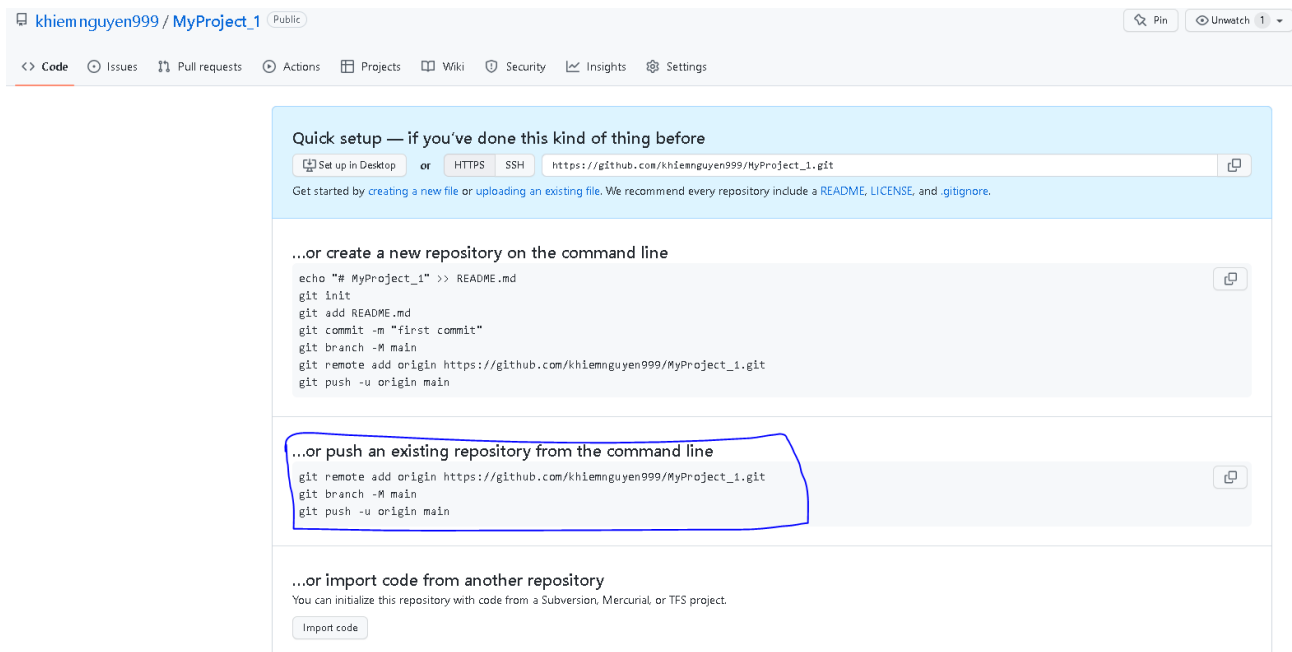 khiemnguyen999 / MyProject_1 Public
Pin
Unwatch 1
Code Issues Pull requests Actions Projects Wiki Security Insights Settings
Quick setup — if you've done this kind of thing before
Set up in Desktop or HTTPS SSH https://github.com/khiemnguyen999/MyProject_1.git
Get started by creating a new file or uploading an existing file. We recommend every repository include a README, LICENSE, and .gitignore.
...or create a new repository on the command line
echo "# MyProject_1" >> README.md
git init
git add README.md
git commit -m "first commit"
git branch -M main
git remote add origin https://github.com/khiemnguyen999/MyProject_1.git
git push -u origin main
...or push an existing repository from the command line
git remote add origin https://github.com/khiemnguyen999/MyProject_1.git
git branch -M main
git push -u origin main
...or import code from another repository
You can initialize this repository with code from a Subversion, Mercurial, or TFS project.
Import code